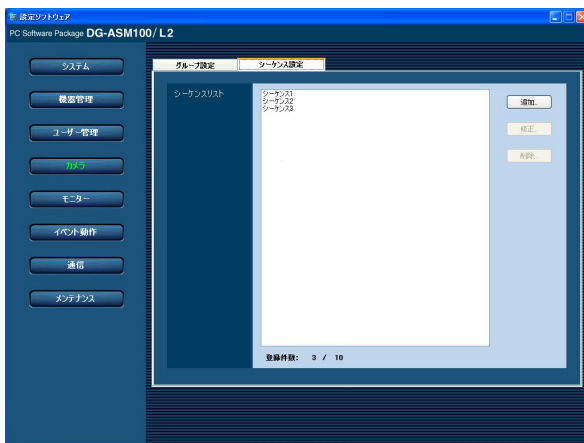 設定ソフトウェア
PC Software Package DG-ASM100/L2
システム
グループ設定
シーケンス設定
機器管理
シーケンスリスト
シーケンス1
シーケンス2
シーケンス3
追加...
修正...
削除...
ユーザー管理
カメラ
モニター
イベント動作
通信
メンテナンス
登録件数: 3 / 10